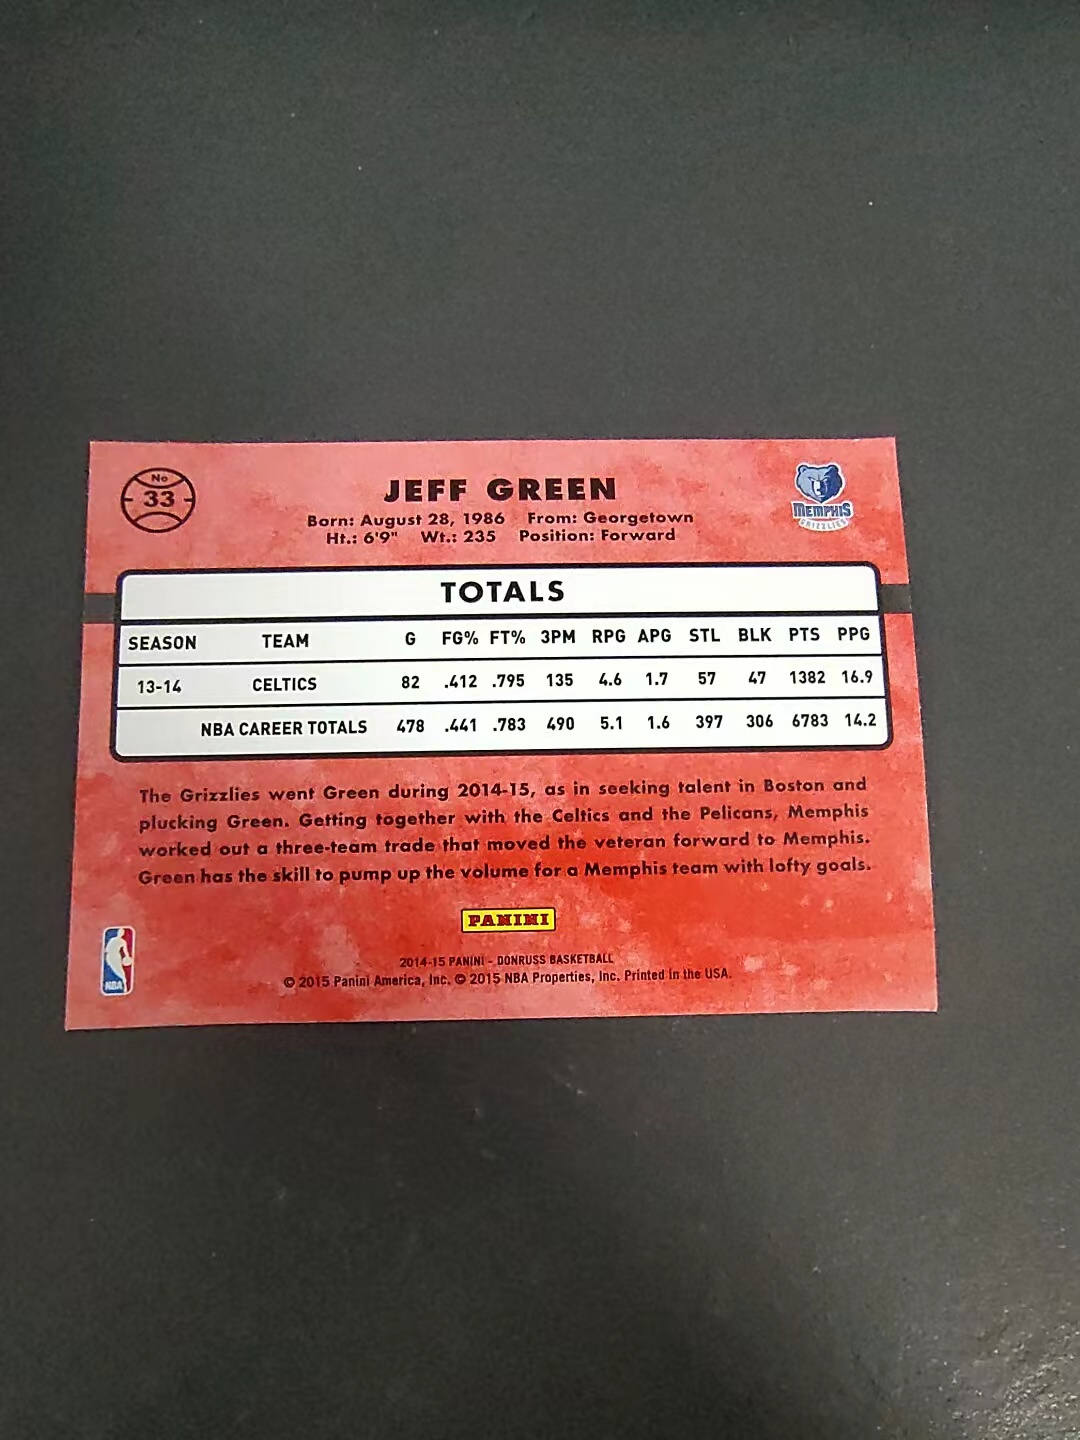 No
33
JEFF GREEN
Born: August 28, 1986 From: Georgetown
Ht.: 6'9" Wt.: 235 Position: Forward
MEMPHIS
GRIZZLIES
TOTALS
SEASON TEAM G FG% FT% 3PM RPG APG STL BLK PTS PPG
13-14 CELTICS 82 .412 .795 135 4.6 1.7 57 47 1382 16.9
NBA CAREER TOTALS 478 .441 .783 490 5.1 1.6 397 306 6783 14.2
The Grizzlies went Green during 2014-15, as in seeking talent in Boston and
plucking Green. Getting together with the Celtics and the Pelicans, Memphis
worked out a three-team trade that moved the veteran forward to Memphis.
Green has the skill to pump up the volume for a Memphis team with lofty goals.
PANINI
NBA
2014-15 PANINI - DONRUSS BASKETBALL
© 2015 Panini America, Inc. © 2015 NBA Properties, Inc. Printed in the USA.